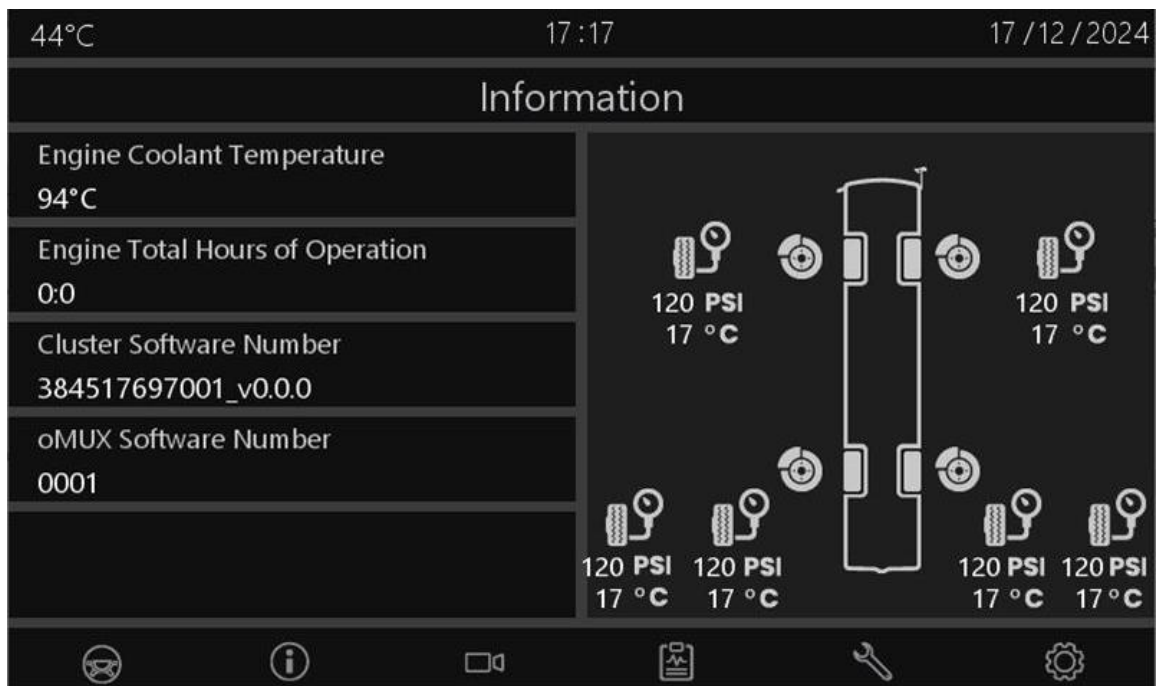 44°C 17:17 17/12/2024
Information
Engine Coolant Temperature
94°C
Engine Total Hours of Operation
0:0
Cluster Software Number
384517697001_v0.0.0
oMUX Software Number
0001
120 PSI 120 PSI
17 °C 17 °C
120 PSI 120 PSI 120 PSI 120 PSI
17 °C 17 °C 17 °C 17 °C